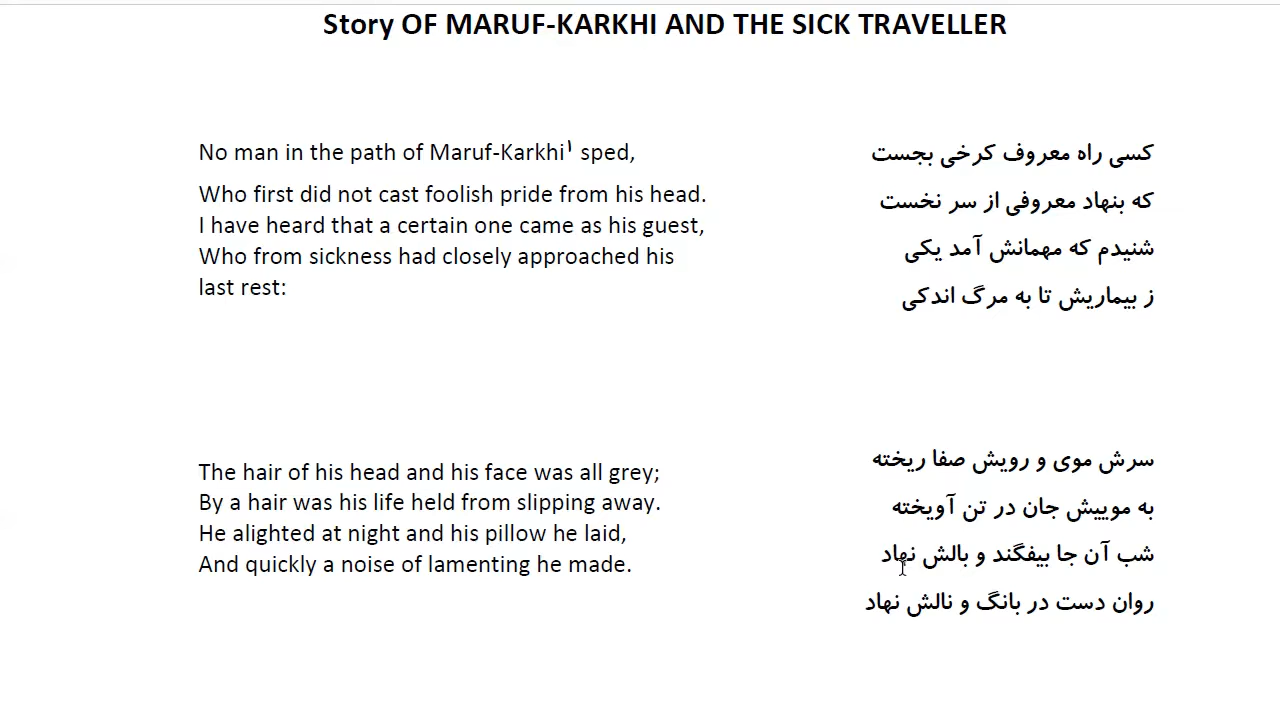 Story OF MARUF-KARKHI AND THE SICK TRAVELLER
No man in the path of Maruf-Karkhi۱ sped,
Who first did not cast foolish pride from his head.
I have heard that a certain one came as his guest,
Who from sickness had closely approached his
last rest:
کسی راه معروف کرخی بجست
که بنهاد معروفی از سر نخست
شنیدم که مهمانش آمد یکی
ز بیماریش تا به مرگ اندکی
The hair of his head and his face was all grey;
By a hair was his life held from slipping away.
He alighted at night and his pillow he laid,
And quickly a noise of lamenting he made.
سرش موی و رویش صفا ریخته
به موییش جان در تن آویخته
شب آن جا بیفگند و بالش نهاد
روان دست در بانگ و نالش نهاد